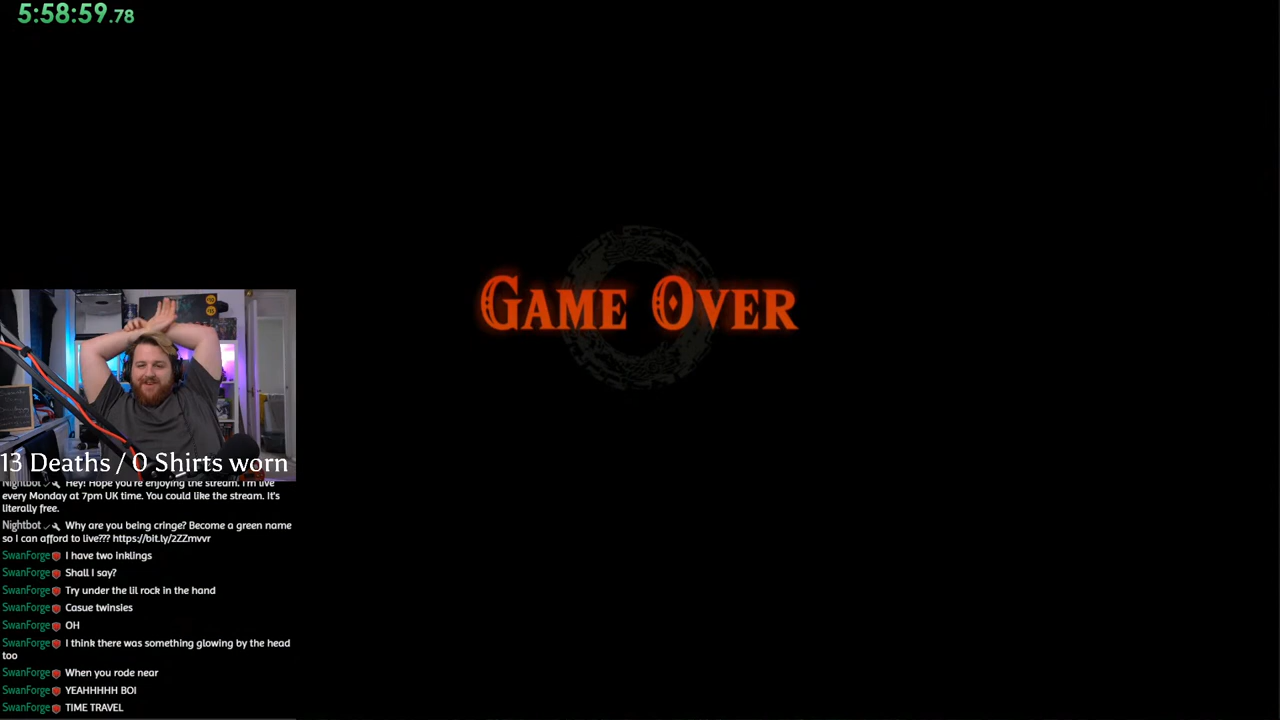 5:58:59.78
GAME OVER
13 Deaths / 0 Shirts worn
Nightbot Hey! Hope you're enjoying the stream. I'm live
every Monday at 7pm UK time. You could like the stream. It's
literally free.
Nightbot Why are you being cringe? Become a green name
so I can afford to live??? https://bit.ly/2ZZmvvr
SwanForge I have two inklings
SwanForge Shall I say?
SwanForge Try under the lil rock in the hand
SwanForge Casue twinsies
SwanForge OH
SwanForge I think there was something glowing by the head
too
SwanForge When you rode near
SwanForge YEAHHHHH BOI
SwanForge TIME TRAVEL